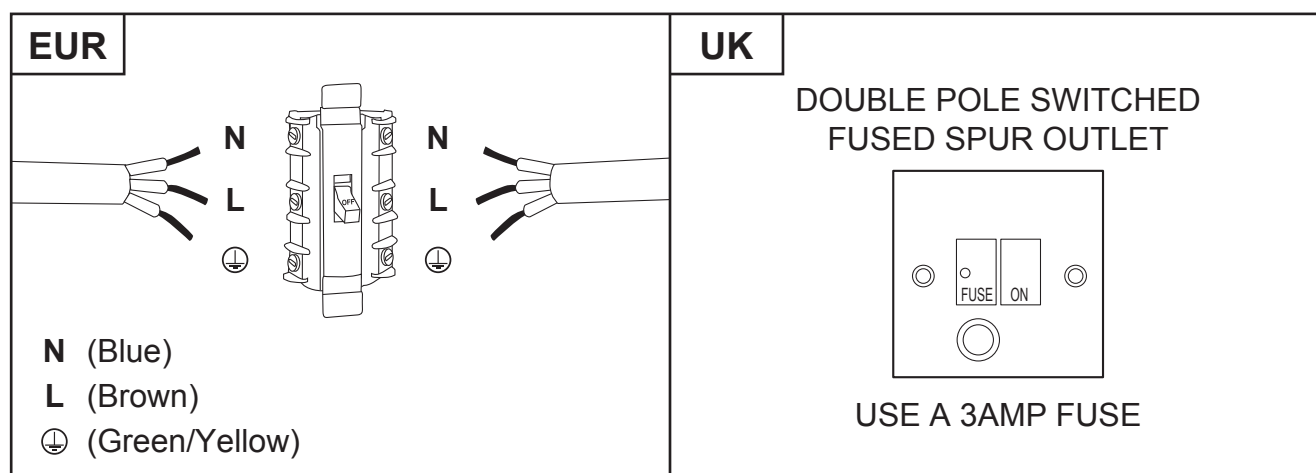 EUR
N
N
L
L
OFF
N (Blue)
L (Brown)
⏚ (Green/Yellow)
UK
DOUBLE POLE SWITCHED
FUSED SPUR OUTLET
FUSE ON
USE A 3AMP FUSE